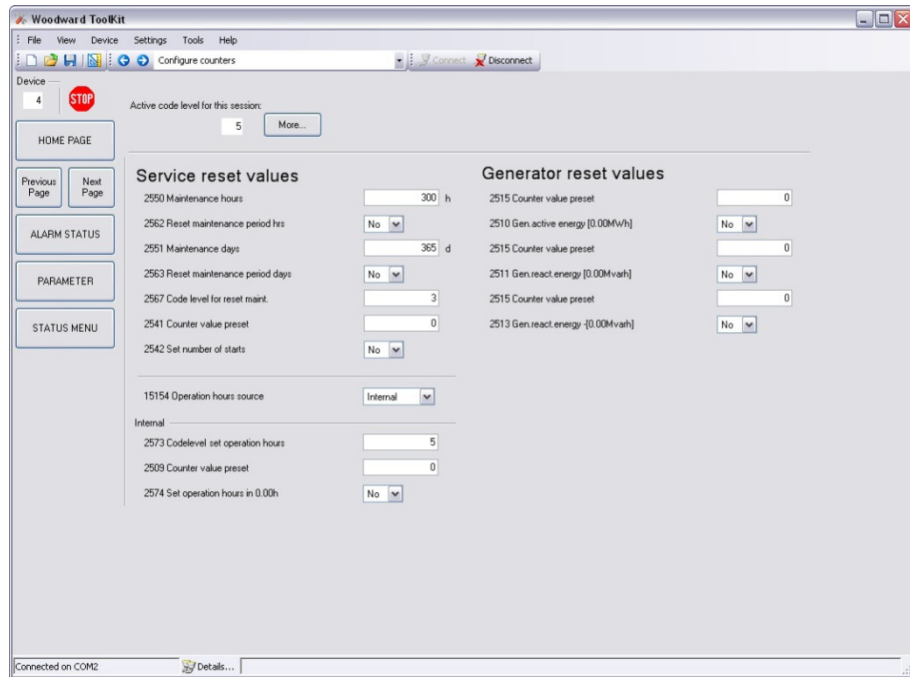 Woodward ToolKit
File View Device Settings Tools Help
Configure counters Connect Disconnect
Device
4 STOP
Active code level for this session:
5 More...
HOME PAGE
Previous Page
Next Page
ALARM STATUS
PARAMETER
STATUS MENU
Service reset values
2550 Maintenance hours 300 h
2562 Reset maintenance period hrs No
2551 Maintenance days 365 d
2563 Reset maintenance period days No
2567 Code level for reset maint. 3
2541 Counter value preset 0
2542 Set number of starts No
15154 Operation hours source Internal
Internal
2573 Codelevel set operation hours 5
2509 Counter value preset 0
2574 Set operation hours in 0.00h No
Generator reset values
2515 Counter value preset 0
2510 Gen.active energy [0.00MWh] No
2515 Counter value preset 0
2511 Gen.react.energy [0.00Mvarh] No
2515 Counter value preset 0
2513 Gen.react.energy -[0.00Mvarh] No
Connected on COM2 Details...